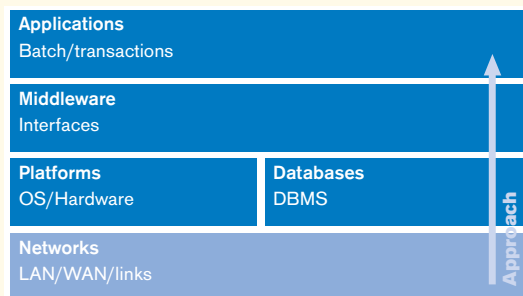 Applications
Batch/transactions
Middleware
Interfaces
Platforms
OS/Hardware
Databases
DBMS
Networks
LAN/WAN/links
Approach